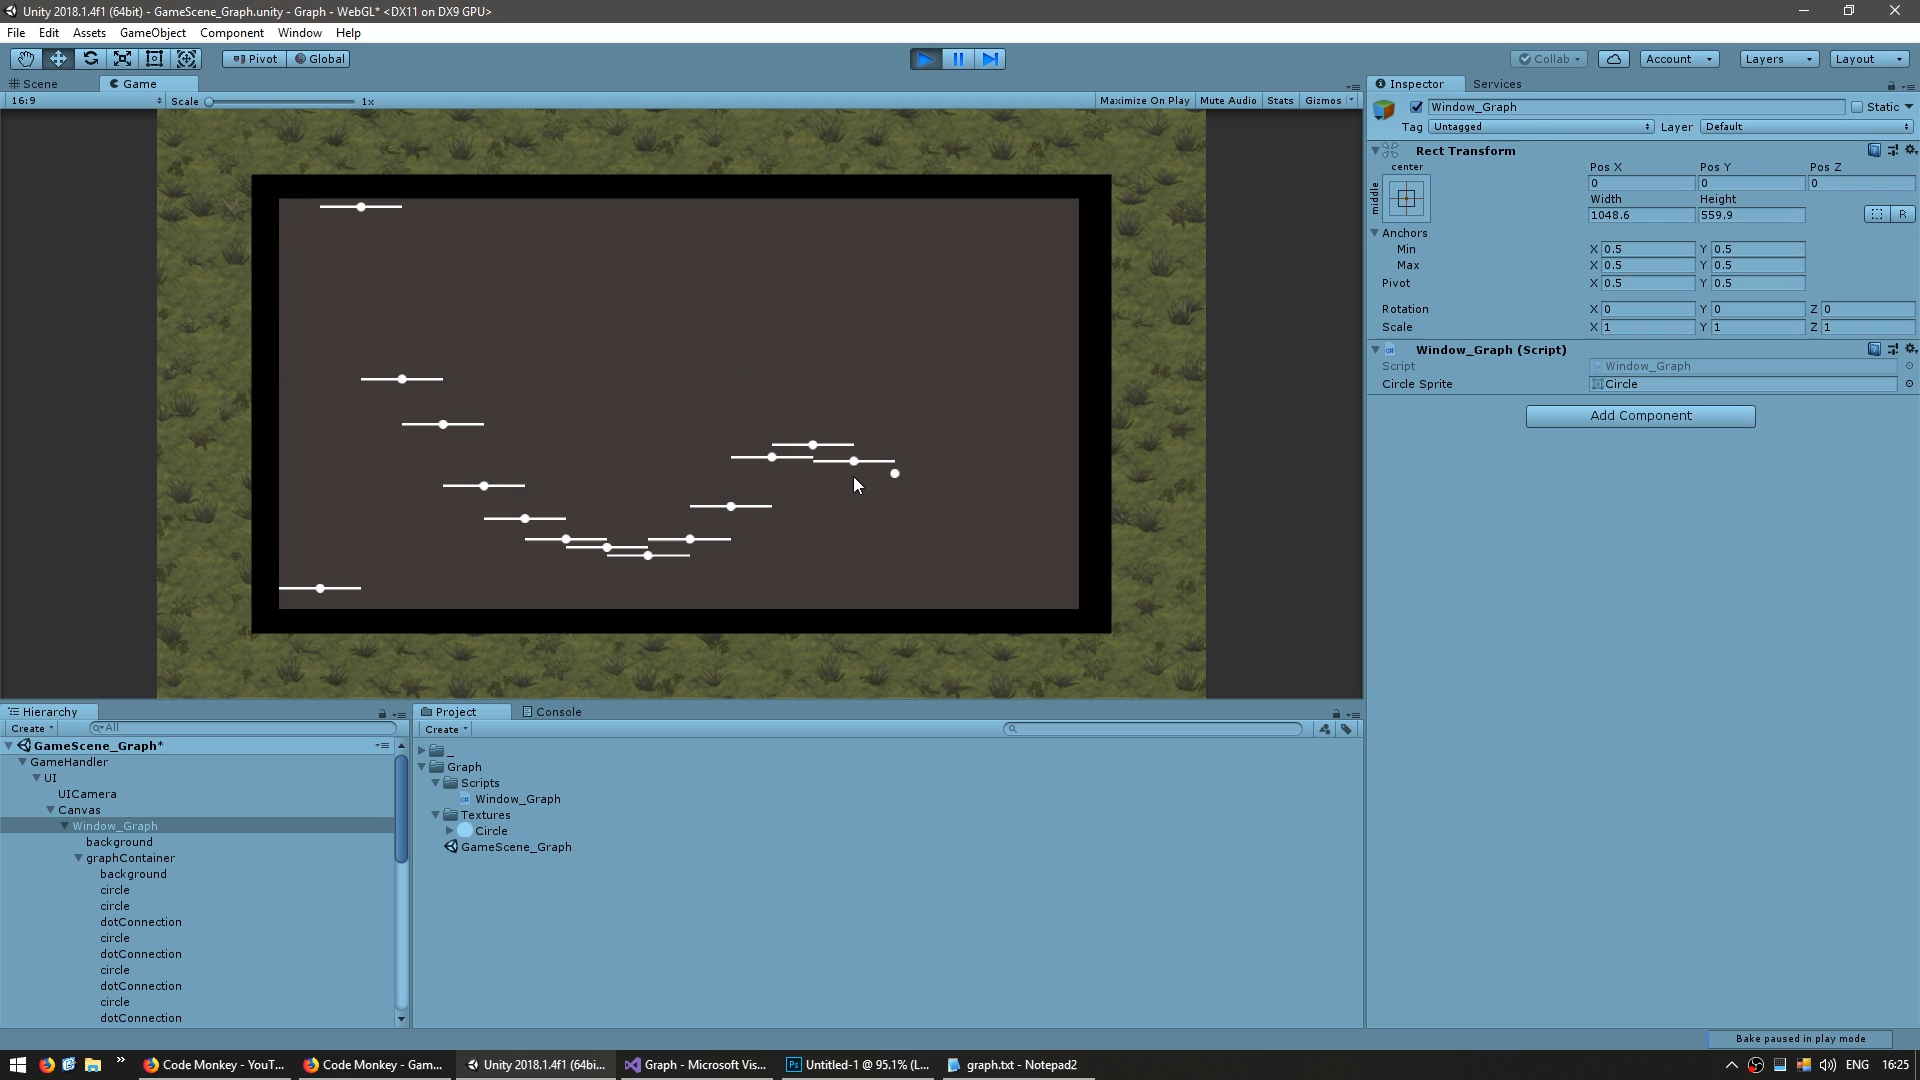 Unity 2018.1.4f1 (64bit) - GameScene_Graph.unity - Graph - WebGL* <DX11 on DX9 GPU>
File Edit Assets GameObject Component Window Help
Pivot Global Collab Account Layers Layout
Scene Game
16:9 Scale 1x Maximize On Play Mute Audio Stats Gizmos
Inspector Services
Window_Graph Static
Tag Untagged Layer Default
Rect Transform
center
middle
Pos X Pos Y Pos Z
0 0 0
Width Height
1048.6 559.9 R
Anchors
Min X 0.5 Y 0.5
Max X 0.5 Y 0.5
Pivot X 0.5 Y 0.5
Rotation X 0 Y 0 Z 0
Scale X 1 Y 1 Z 1
Window_Graph (Script)
Script Window_Graph
Circle Sprite Circle
Add Component
Hierarchy
Create All
GameScene_Graph*
GameHandler
UI
UICamera
Canvas
Window_Graph
background
graphContainer
background
circle
circle
dotConnection
circle
dotConnection
circle
dotConnection
circle
dotConnection
Project Console
Create
_
Graph
Scripts
Window_Graph
Textures
Circle
GameScene_Graph
Bake paused in play mode
Code Monkey - YouT... Code Monkey - Gam... Unity 2018.1.4f1 (64bi... Graph - Microsoft Vis... Untitled-1 @ 95.1% (L... graph.txt - Notepad2 ENG 16:25